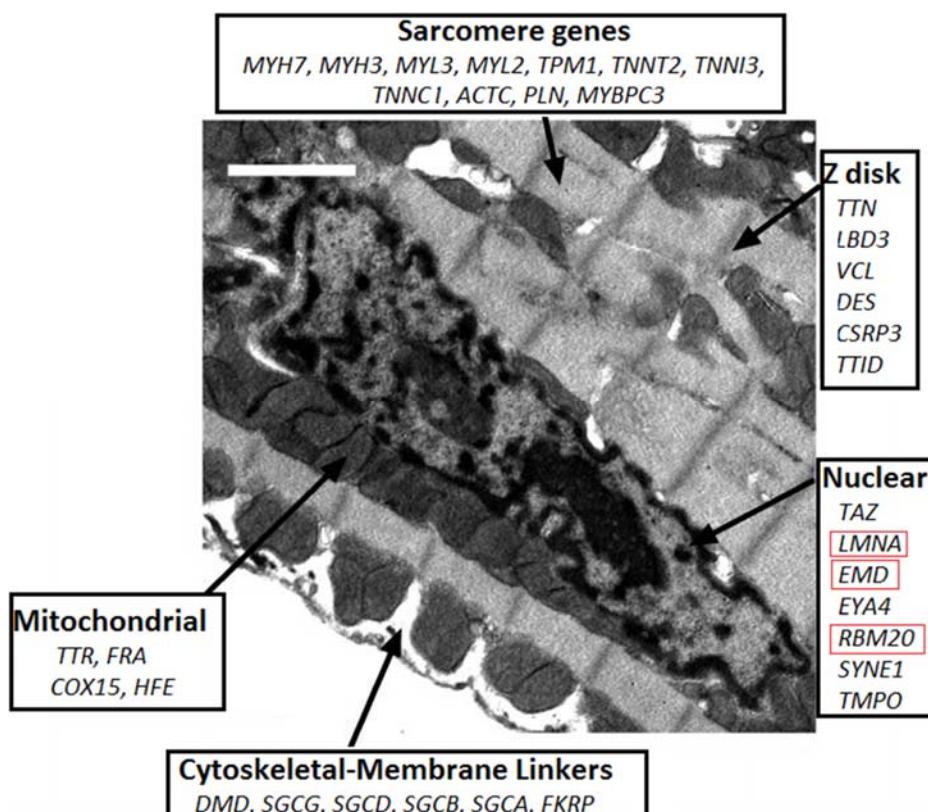 Sarcomere genes
MYH7, MYH3, MYL3, MYL2, TPM1, TNNT2, TNNI3,
TNNC1, ACTC, PLN, MYBPC3
Z disk
TTN
LBD3
VCL
DES
CSRP3
TTID
Nuclear
TAZ
LMNA
EMD
EYA4
RBM20
SYNE1
TMPO
Mitochondrial
TTR, FRA
COX15, HFE
Cytoskeletal-Membrane Linkers
DMD, SGCG, SGCD, SGCB, SGCA, FKRP